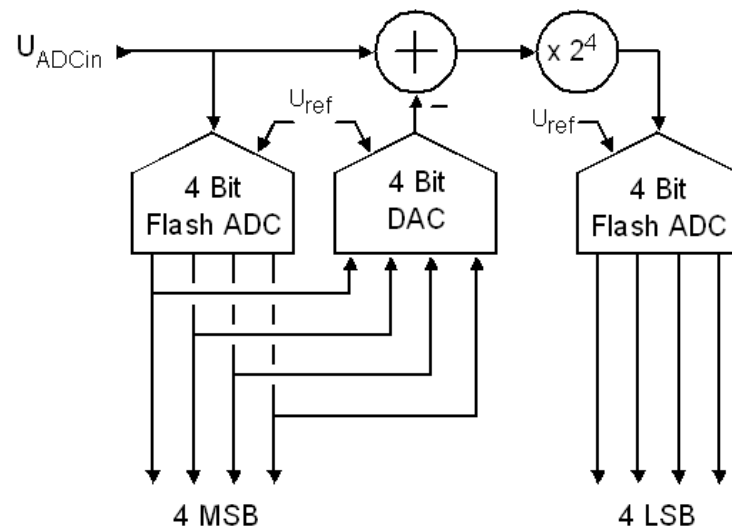 U_ADCin
+
x 2^4
−
U_ref
U_ref
4 Bit
Flash ADC
4 Bit
DAC
4 Bit
Flash ADC
4 MSB
4 LSB